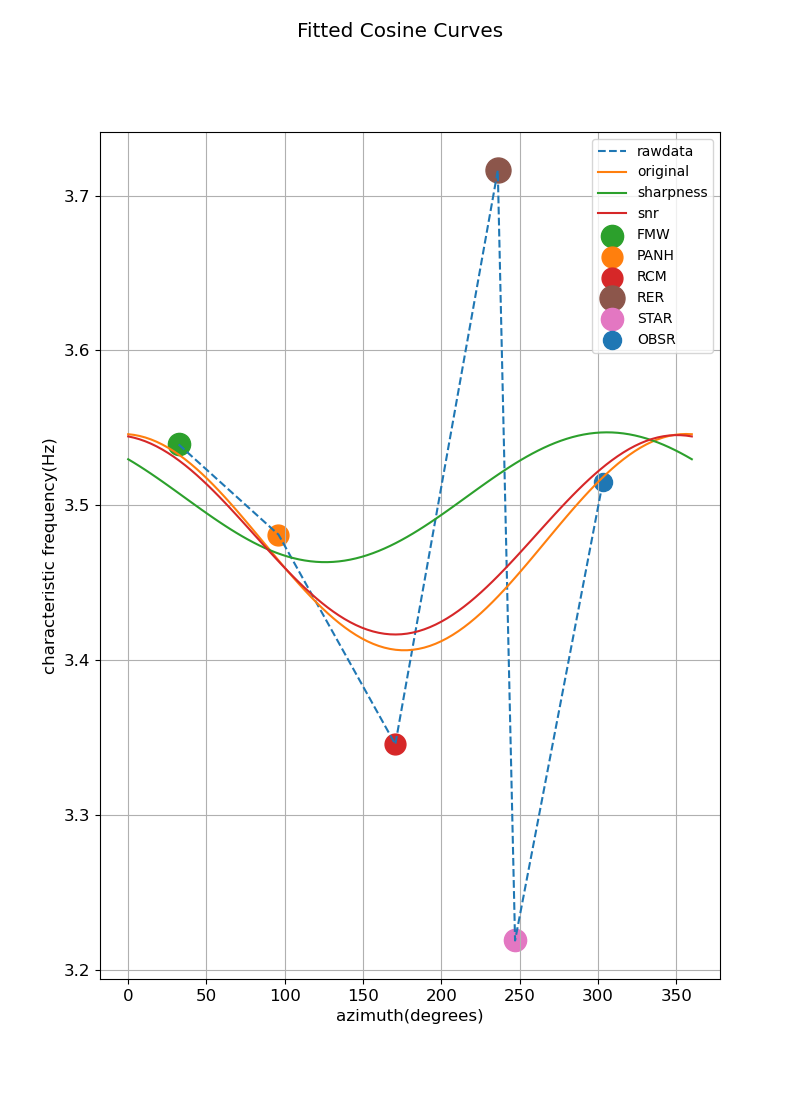 Fitted Cosine Curves
rawdata
original
sharpness
snr
FMW
PANH
RCM
RER
STAR
OBSR
3.7
3.6
3.5
3.4
3.3
3.2
characteristic frequency(Hz)
0 50 100 150 200 250 300 350
azimuth(degrees)